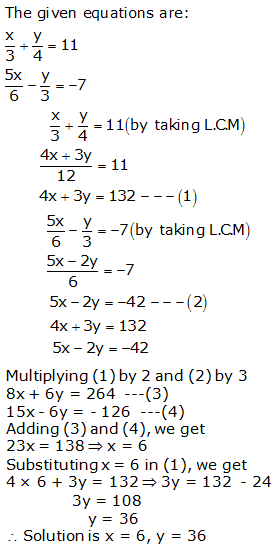 The given equations are:
x/3 + y/4 = 11
5x/6 - y/3 = -7
x/3 + y/4 = 11(by taking L.C.M)
(4x + 3y)/12 = 11
4x + 3y = 132 - - - (1)
5x/6 - y/3 = -7(by taking L.C.M)
(5x - 2y)/6 = -7
5x - 2y = -42 - - - (2)
4x + 3y = 132
5x - 2y = -42
Multiplying (1) by 2 and (2) by 3
8x + 6y = 264 ---(3)
15x - 6y = - 126 ---(4)
Adding (3) and (4), we get
23x = 138 ⇒ x = 6
Substituting x = 6 in (1), we get
4 × 6 + 3y = 132 ⇒ 3y = 132 - 24
3y = 108
y = 36
∴ Solution is x = 6, y = 36